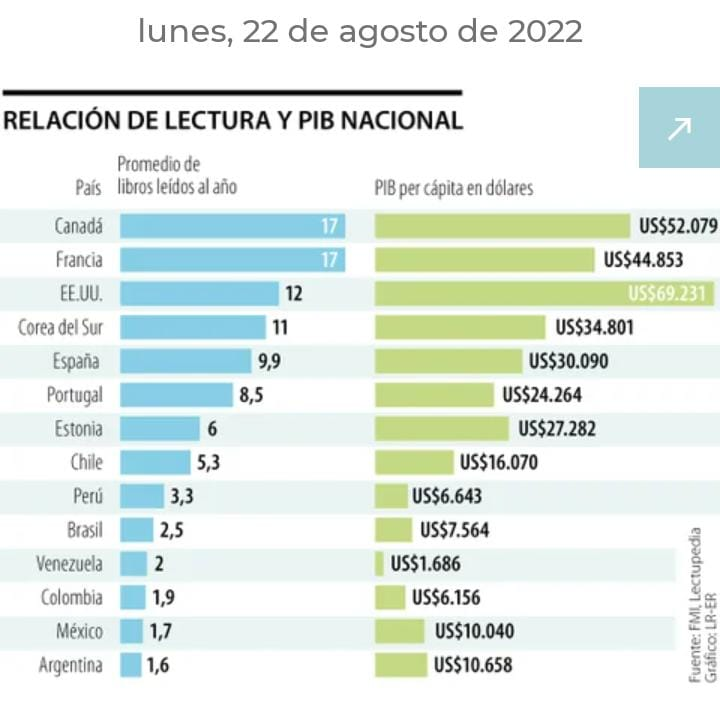 lunes, 22 de agosto de 2022
RELACIÓN DE LECTURA Y PIB NACIONAL
País
Promedio de
libros leídos al año
PIB per cápita en dólares
Canadá 17 US$52.079
Francia 17 US$44.853
EE.UU. 12 US$69.231
Corea del Sur 11 US$34.801
España 9,9 US$30.090
Portugal 8,5 US$24.264
Estonia 6 US$27.282
Chile 5,3 US$16.070
Perú 3,3 US$6.643
Brasil 2,5 US$7.564
Venezuela 2 US$1.686
Colombia 1,9 US$6.156
México 1,7 US$10.040
Argentina 1,6 US$10.658
Fuente: FMI, Lectupedia
Gráfico: LR-ER